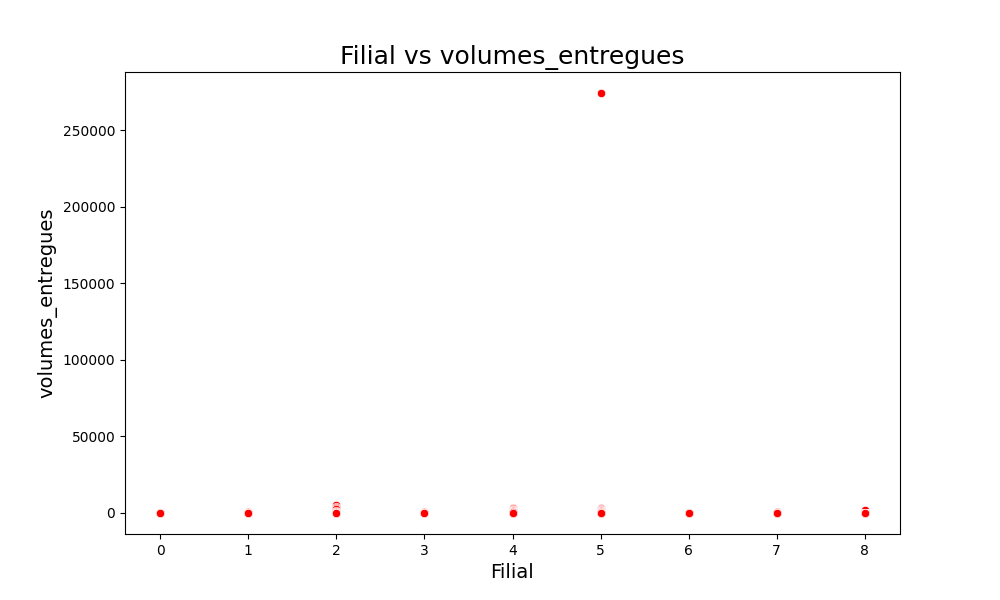 Filial vs volumes_entregues
volumes_entregues
250000
200000
150000
100000
50000
0
0 1 2 3 4 5 6 7 8
Filial